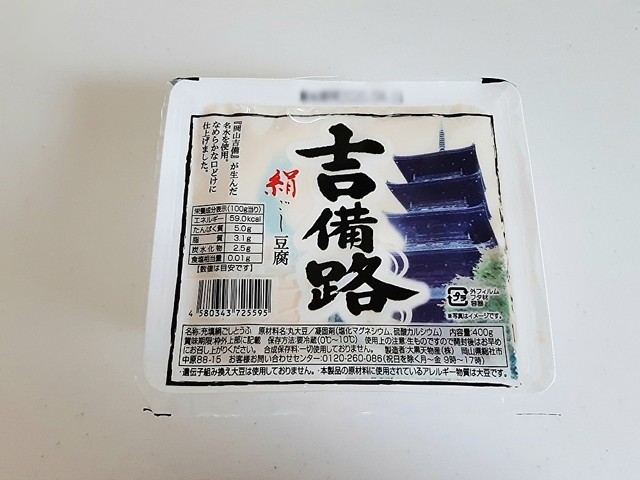 『岡山吉備』が生んだ
名水を使用。
なめらかな口どけに
仕上げました。
絹ごし豆腐
吉備路
栄養成分表示(100g当り)
エネルギー 59.0kcal
たんぱく質 5.0g
脂質 3.1g
炭水化物 2.5g
食塩相当量 0.01g
【数値は目安です】
4 580343 725595
プラ
外フィルム
フタ材
容器
※写真はイメージです。
名称:充填絹ごしとうふ 原材料名:丸大豆/凝固剤(塩化マグネシウム、硫酸カルシウム) 内容量:400g
賞味期限:枠外上部に記載 保存方法:要冷蔵(0℃〜10℃) 使用上の注意:生ものですので開封後はお早め
にお召し上がりください。 合成保存料:一切使用しておりません。 製造者:大黒天物産(株) 岡山県総社市
中原88-15 お客様お問い合わせセンター:0120-260-086(祝日を除く月〜金 9時〜17時)
・遺伝子組み換え大豆は使用しておりません。・本製品の原材料に使用されているアレルギー物質は大豆です。